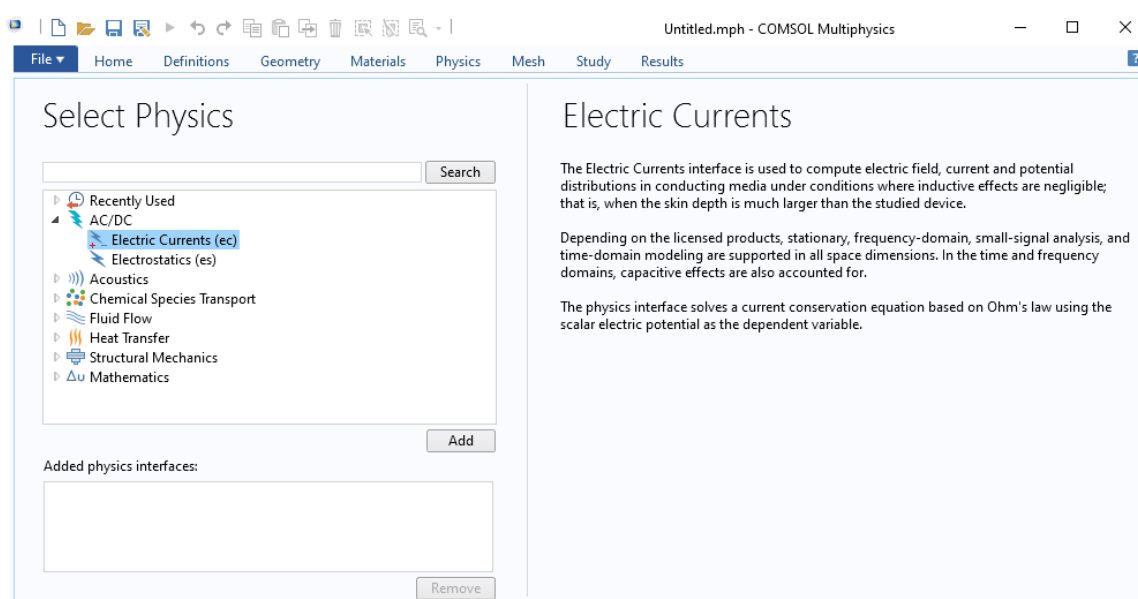 Untitled.mph - COMSOL Multiphysics
File Home Definitions Geometry Materials Physics Mesh Study Results ?
Select Physics
Search
Recently Used
AC/DC
Electric Currents (ec)
Electrostatics (es)
Acoustics
Chemical Species Transport
Fluid Flow
Heat Transfer
Structural Mechanics
Δu Mathematics
Add
Added physics interfaces:
Remove
Electric Currents
The Electric Currents interface is used to compute electric field, current and potential
distributions in conducting media under conditions where inductive effects are negligible;
that is, when the skin depth is much larger than the studied device.
Depending on the licensed products, stationary, frequency-domain, small-signal analysis, and
time-domain modeling are supported in all space dimensions. In the time and frequency
domains, capacitive effects are also accounted for.
The physics interface solves a current conservation equation based on Ohm's law using the
scalar electric potential as the dependent variable.